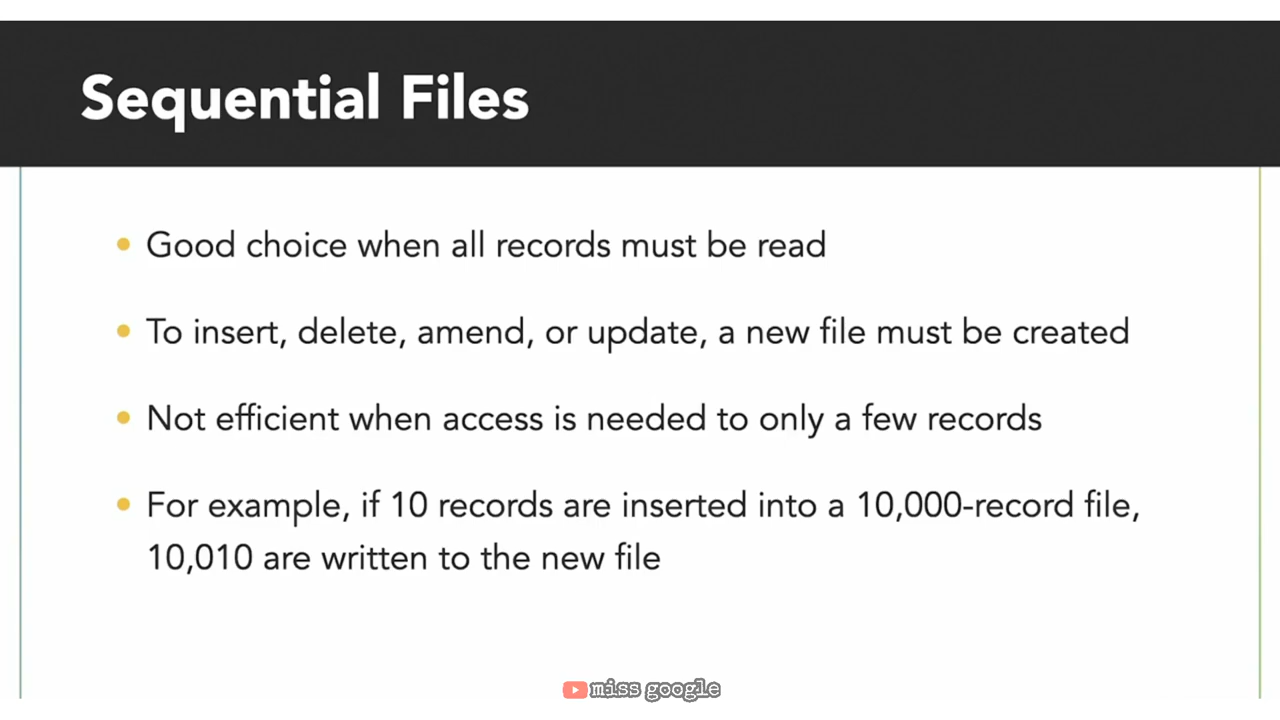 Sequential Files
• Good choice when all records must be read
• To insert, delete, amend, or update, a new file must be created
• Not efficient when access is needed to only a few records
• For example, if 10 records are inserted into a 10,000-record file,
10,010 are written to the new file
miss google